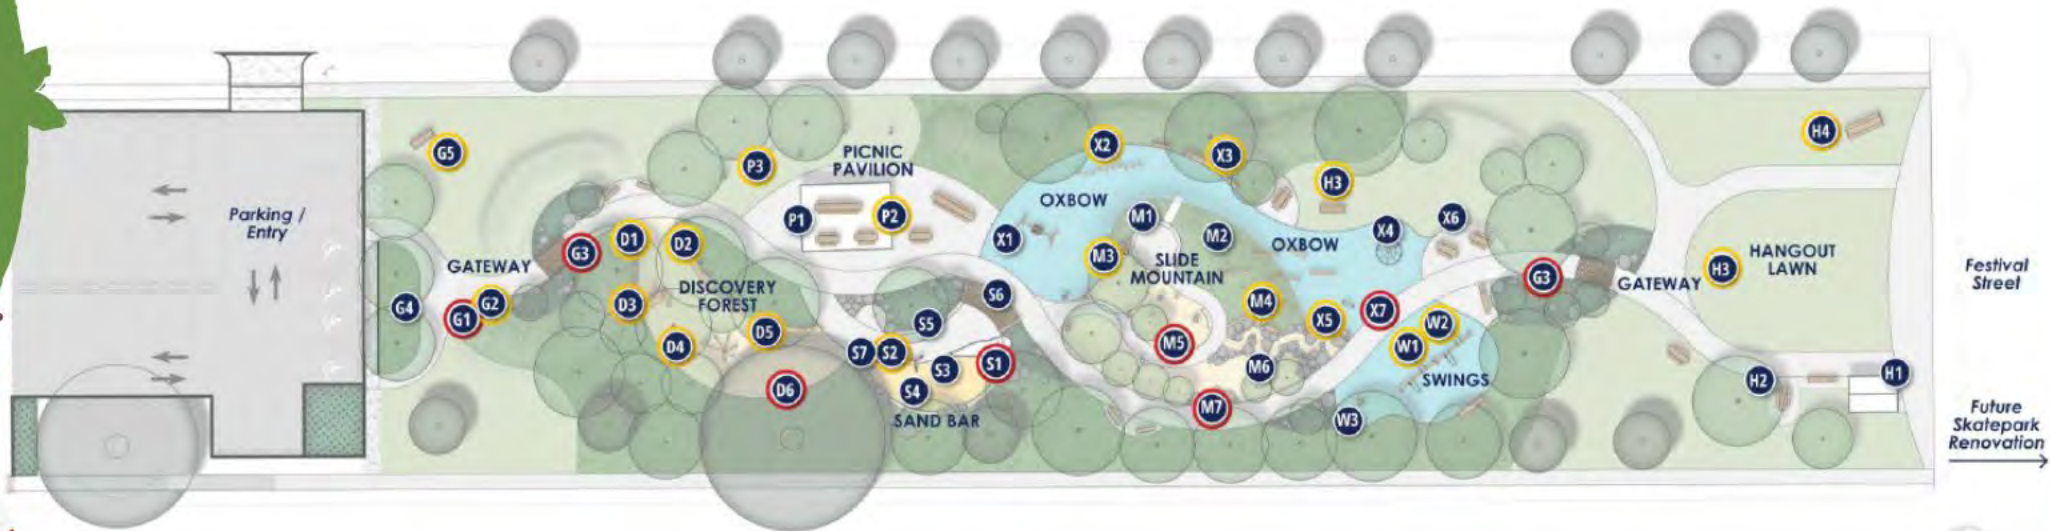 G5
P3
PICNIC
PAVILION
P1
P2
X2
X3
H3
H4
OXBOW
Parking /
Entry
D1
D2
G3
GATEWAY
X1
M1
M2
M3
SLIDE
MOUNTAIN
OXBOW
X4
X6
G3
GATEWAY
H3
HANGOUT
LAWN
Festival
Street
G4
G1
G2
D3
DISCOVERY
FOREST
D5
D4
D6
S6
S5
S7
S2
S3
S1
S4
SAND BAR
M4
X5
X7
W2
W1
M5
M6
M7
SWINGS
W3
H2
H1
Future
Skatepark
Renovation